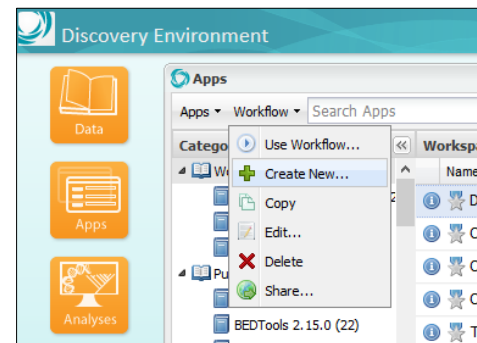 Discovery Environment
Data
Apps
Analyses
Apps
Apps Workflow Search Apps
Use Workflow...
Create New...
Copy
Edit...
Delete
Share...
BEDTools 2.15.0 (22)
Name